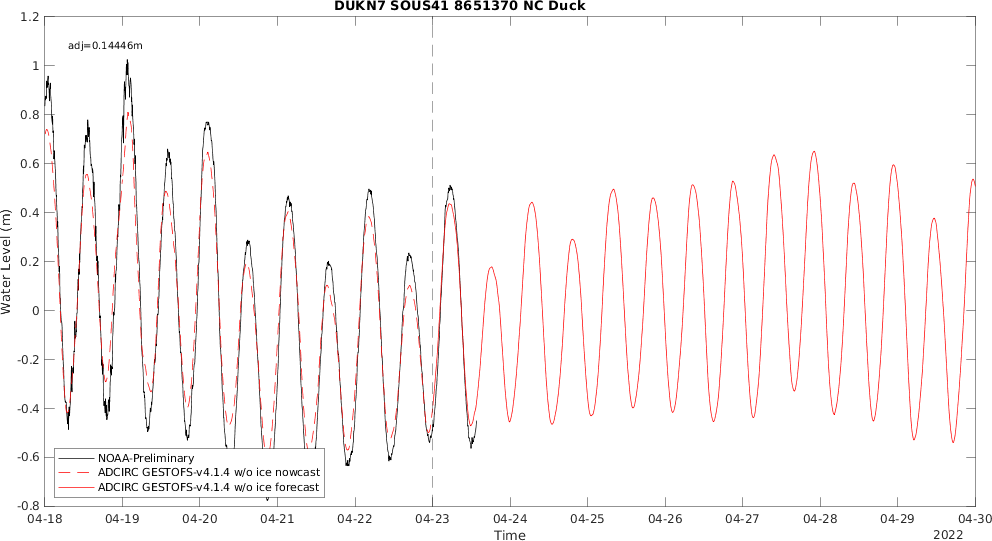 DUKN7 SOUS41 8651370 NC Duck
adj=0.14446m
1.2
1
0.8
0.6
0.4
0.2
0
-0.2
-0.4
-0.6
-0.8
Water Level (m)
NOAA-Preliminary
ADCIRC GESTOFS-v4.1.4 w/o ice nowcast
ADCIRC GESTOFS-v4.1.4 w/o ice forecast
04-18 04-19 04-20 04-21 04-22 04-23 04-24 04-25 04-26 04-27 04-28 04-29 04-30
Time
2022